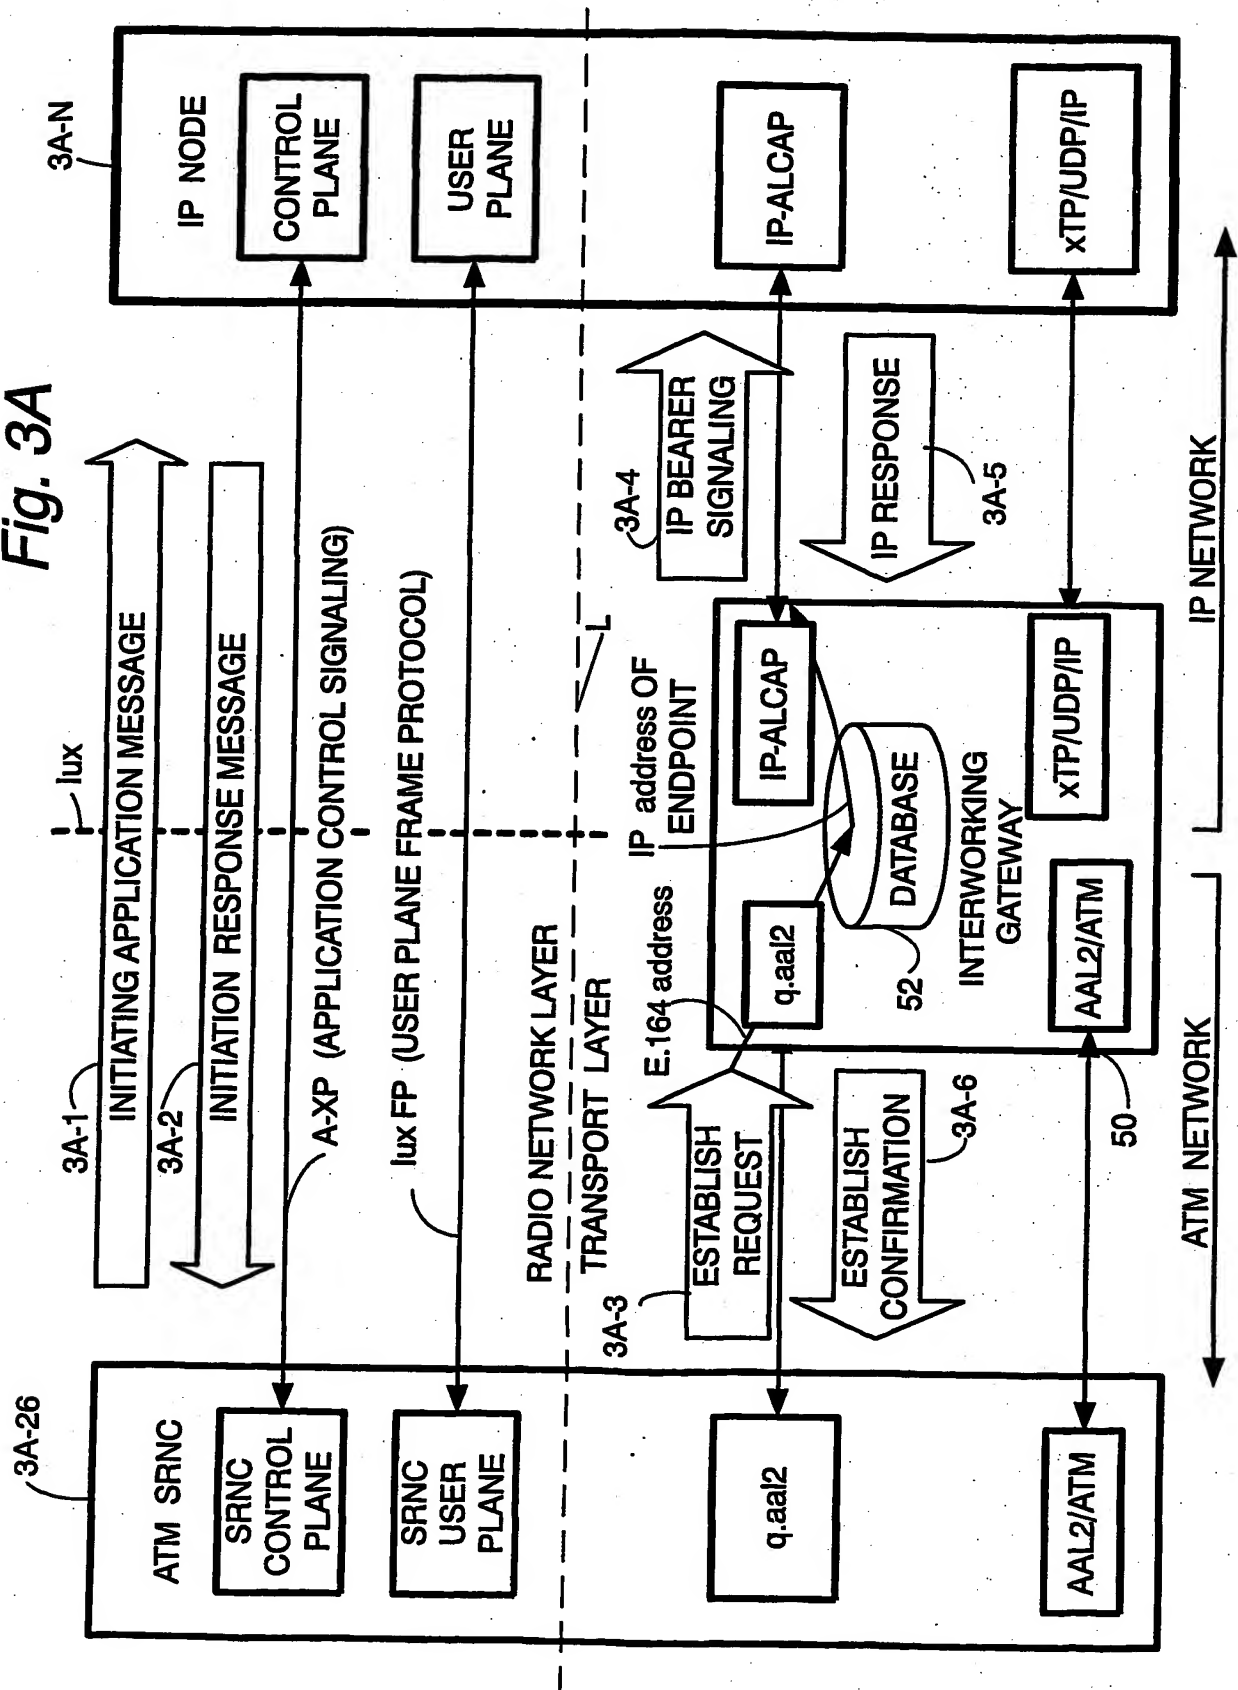 Fig. 3A
3A-1
INITIATING APPLICATION MESSAGE
3A-2
INITIATION RESPONSE MESSAGE
Iux
3A-26
ATM SRNC
SRNC
CONTROL
PLANE
SRNC
USER
PLANE
A-XP (APPLICATION CONTROL SIGNALING)
Iux FP (USER PLANE FRAME PROTOCOL)
3A-N
IP NODE
CONTROL
PLANE
USER
PLANE
RADIO NETWORK LAYER
TRANSPORT LAYER
L
3A-3
ESTABLISH
REQUEST
E.164 address
IP address OF
ENDPOINT
3A-4
IP BEARER
SIGNALING
q.aal2
q.aal2
IP-ALCAP
IP-ALCAP
ESTABLISH
CONFIRMATION
3A-6
52
DATABASE
IP RESPONSE
3A-5
INTERWORKING
GATEWAY
AAL2/ATM
50
AAL2/ATM
xTP/UDP/IP
xTP/UDP/IP
ATM NETWORK
IP NETWORK